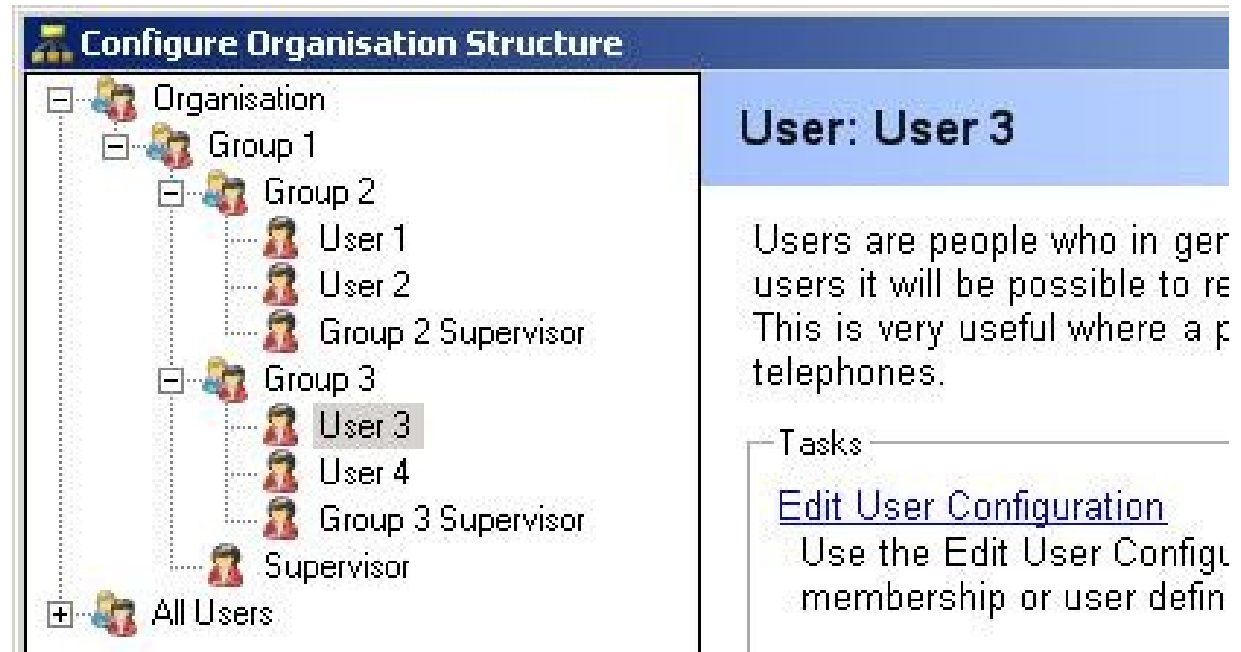 Configure Organisation Structure
Organisation
Group 1
Group 2
User 1
User 2
Group 2 Supervisor
Group 3
User 3
User 4
Group 3 Supervisor
Supervisor
All Users
User: User 3
Users are people who in ger
users it will be possible to re
This is very useful where a p
telephones.
Tasks
Edit User Configuration
Use the Edit User Configu
membership or user defin